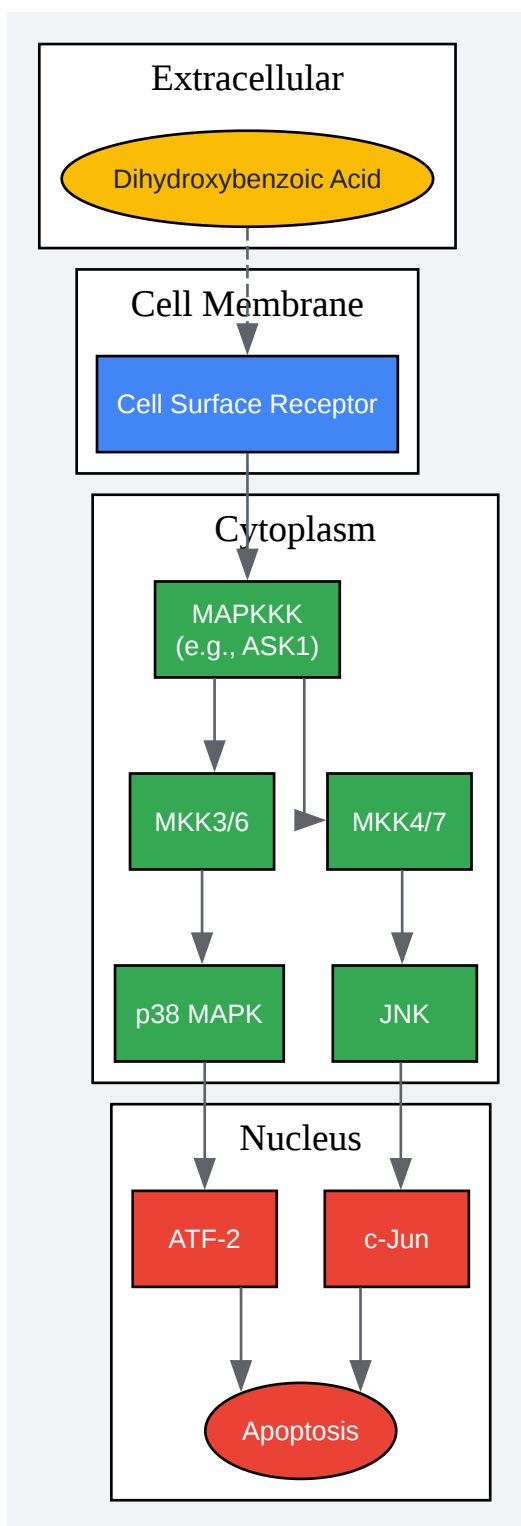 Extracellular
Dihydroxybenzoic Acid
Cell Membrane
Cell Surface Receptor
Cytoplasm
MAPKKK
(e.g., ASK1)
MKK3/6
MKK4/7
p38 MAPK
JNK
Nucleus
ATF-2
c-Jun
Apoptosis